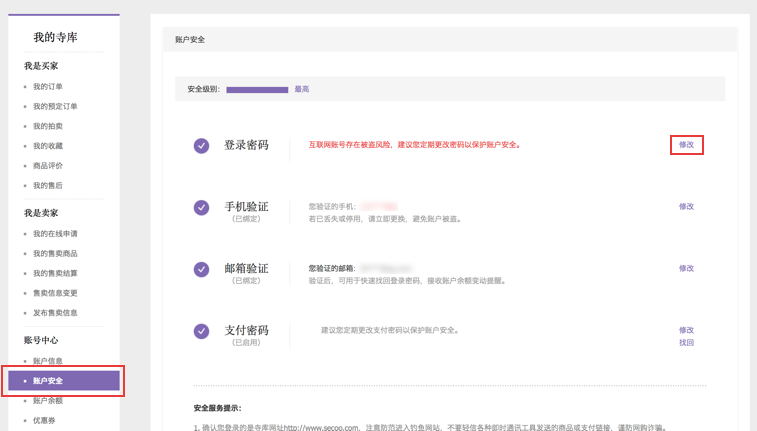 我的寺库
我是买家
我的订单
我的预定订单
我的拍卖
我的收藏
商品评价
我的售后
我是卖家
我的在线申请
我的售卖商品
我的售卖结算
售卖信息变更
发布售卖信息
账号中心
账户信息
账户安全
账户余额
优惠券
账户安全
安全级别： 最高
登录密码 互联网账号存在被盗风险，建议您定期更改密码以保护账户安全。 修改
手机验证 您验证的手机： 修改
（已绑定） 若已丢失或停用，请立即更换，避免账户被盗。
邮箱验证 您验证的邮箱： 修改
（已绑定） 验证后，可用于快速找回登录密码，接收账户余额变动提醒。
支付密码 建议您定期更改支付密码以保护账户安全。 修改
（已启用） 找回
安全服务提示：
1. 确认您登录的是寺库网址http://www.secoo.com，注意防范进入钓鱼网站，不要轻信各种即时通讯工具发送的商品或支付链接，谨防网购诈骗。